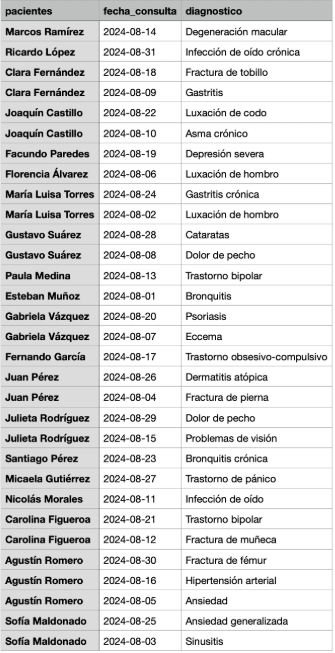 pacientes fecha_consulta diagnostico
Marcos Ramírez 2024-08-14 Degeneración macular
Ricardo López 2024-08-31 Infección de oído crónica
Clara Fernández 2024-08-18 Fractura de tobillo
Clara Fernández 2024-08-09 Gastritis
Joaquín Castillo 2024-08-22 Luxación de codo
Joaquín Castillo 2024-08-10 Asma crónico
Facundo Paredes 2024-08-19 Depresión severa
Florencia Álvarez 2024-08-06 Luxación de hombro
María Luisa Torres 2024-08-24 Gastritis crónica
María Luisa Torres 2024-08-02 Luxación de hombro
Gustavo Suárez 2024-08-28 Cataratas
Gustavo Suárez 2024-08-08 Dolor de pecho
Paula Medina 2024-08-13 Trastorno bipolar
Esteban Muñoz 2024-08-01 Bronquitis
Gabriela Vázquez 2024-08-20 Psoriasis
Gabriela Vázquez 2024-08-07 Eccema
Fernando García 2024-08-17 Trastorno obsesivo-compulsivo
Juan Pérez 2024-08-26 Dermatitis atópica
Juan Pérez 2024-08-04 Fractura de pierna
Julieta Rodríguez 2024-08-29 Dolor de pecho
Julieta Rodríguez 2024-08-15 Problemas de visión
Santiago Pérez 2024-08-23 Bronquitis crónica
Micaela Gutiérrez 2024-08-27 Trastorno de pánico
Nicolás Morales 2024-08-11 Infección de oído
Carolina Figueroa 2024-08-21 Trastorno bipolar
Carolina Figueroa 2024-08-12 Fractura de muñeca
Agustín Romero 2024-08-30 Fractura de fémur
Agustín Romero 2024-08-16 Hipertensión arterial
Agustín Romero 2024-08-05 Ansiedad
Sofía Maldonado 2024-08-25 Ansiedad generalizada
Sofía Maldonado 2024-08-03 Sinusitis